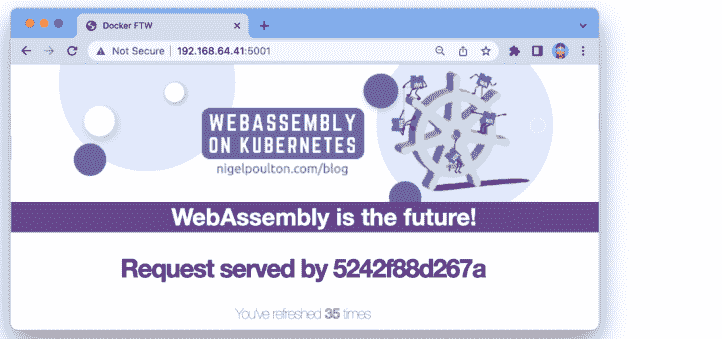 Docker FTW
Not Secure | 192.168.64.41:5001
WEBASSEMBLY
ON KUBERNETES
nigelpoulton.com/blog
WebAssembly is the future!
Request served by 5242f88d267a
You've refreshed 35 times